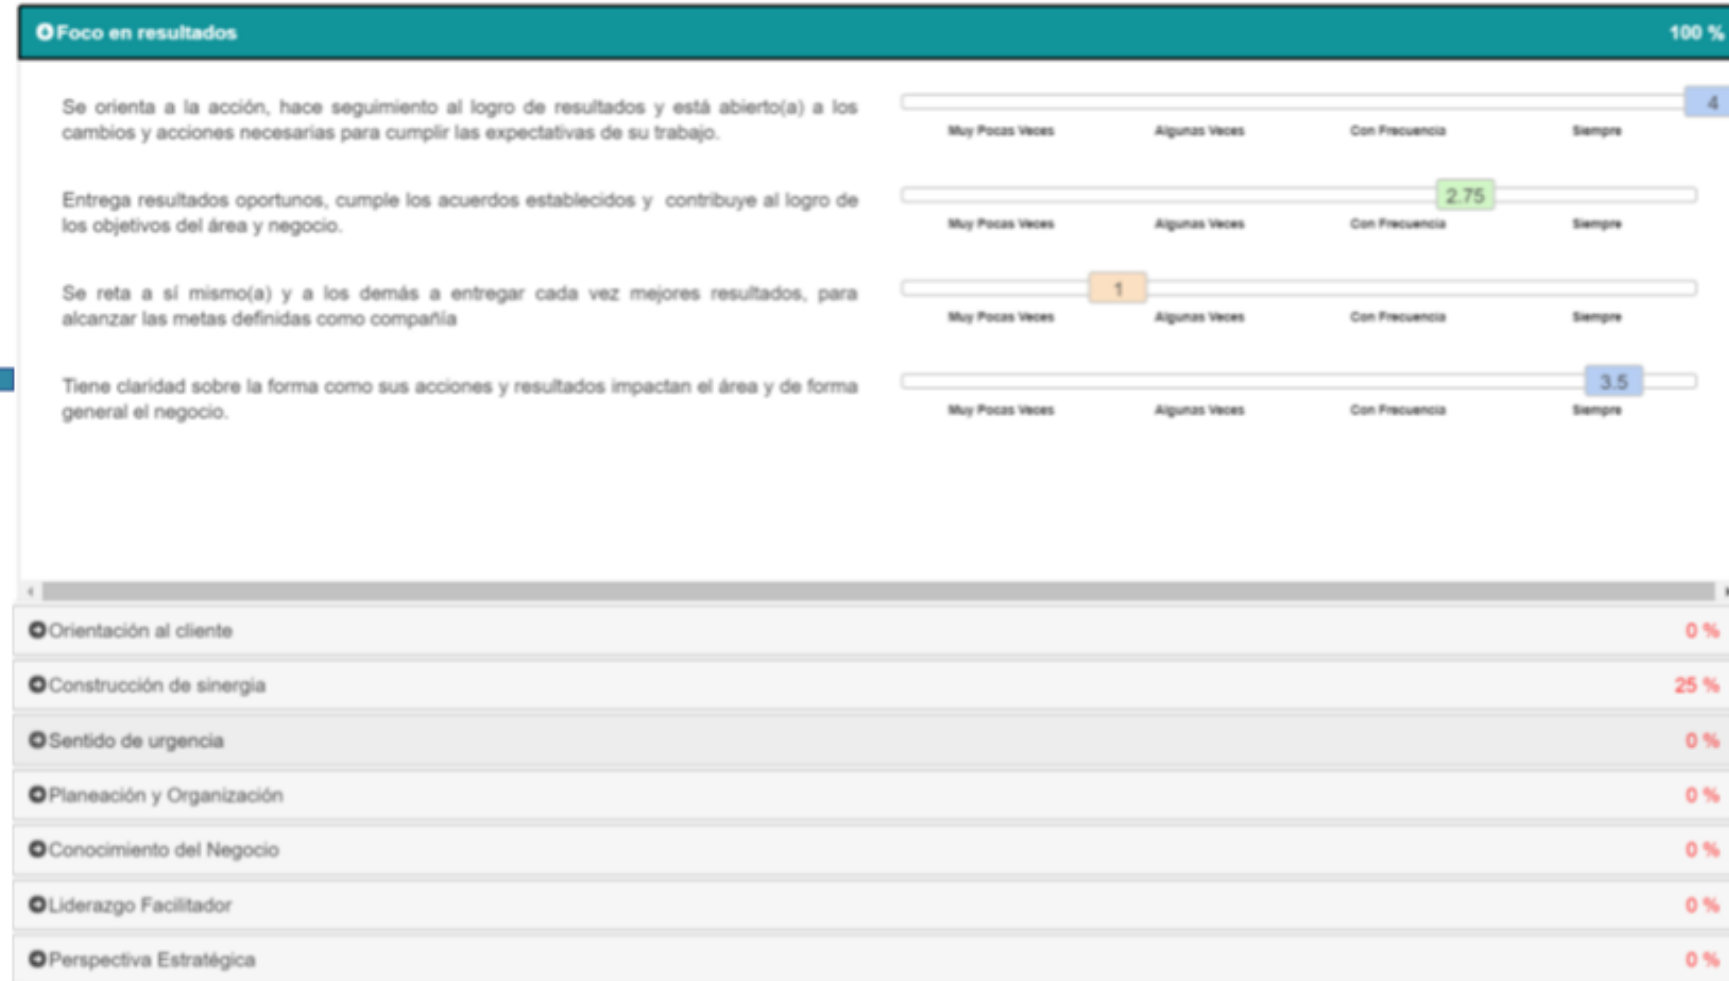 Foco en resultados 100 %
Se orienta a la acción, hace seguimiento al logro de resultados y está abierto(a) a los
cambios y acciones necesarias para cumplir las expectativas de su trabajo.
4
Muy Pocas Veces Algunas Veces Con Frecuencia Siempre
Entrega resultados oportunos, cumple los acuerdos establecidos y contribuye al logro de
los objetivos del área y negocio.
2.75
Muy Pocas Veces Algunas Veces Con Frecuencia Siempre
Se reta a sí mismo(a) y a los demás a entregar cada vez mejores resultados, para
alcanzar las metas definidas como compañía
1
Muy Pocas Veces Algunas Veces Con Frecuencia Siempre
Tiene claridad sobre la forma como sus acciones y resultados impactan el área y de forma
general el negocio.
3.5
Muy Pocas Veces Algunas Veces Con Frecuencia Siempre
Orientación al cliente 0 %
Construcción de sinergia 25 %
Sentido de urgencia 0 %
Planeación y Organización 0 %
Conocimiento del Negocio 0 %
Liderazgo Facilitador 0 %
Perspectiva Estratégica 0 %